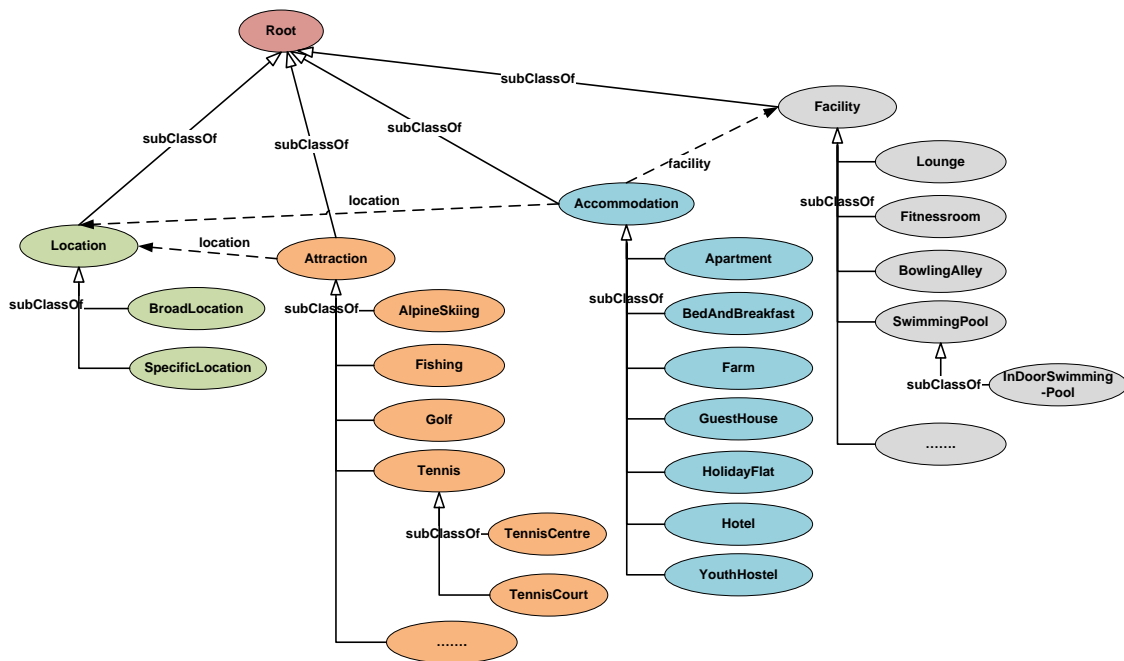 Root
subClassOf
Facility
subClassOf
subClassOf
subClassOf
Lounge
facility
subClassOf
location
Accommodation
Fitnessroom
Location
location
Attraction
Apartment
BowlingAlley
subClassOf
subClassOf
subClassOf
BroadLocation
AlpineSkiing
BedAndBreakfast
SwimmingPool
SpecificLocation
Fishing
Farm
subClassOf
InDoorSwimming
-Pool
Golf
GuestHouse
.......
Tennis
HolidayFlat
subClassOf
TennisCentre
Hotel
TennisCourt
YouthHostel
.......